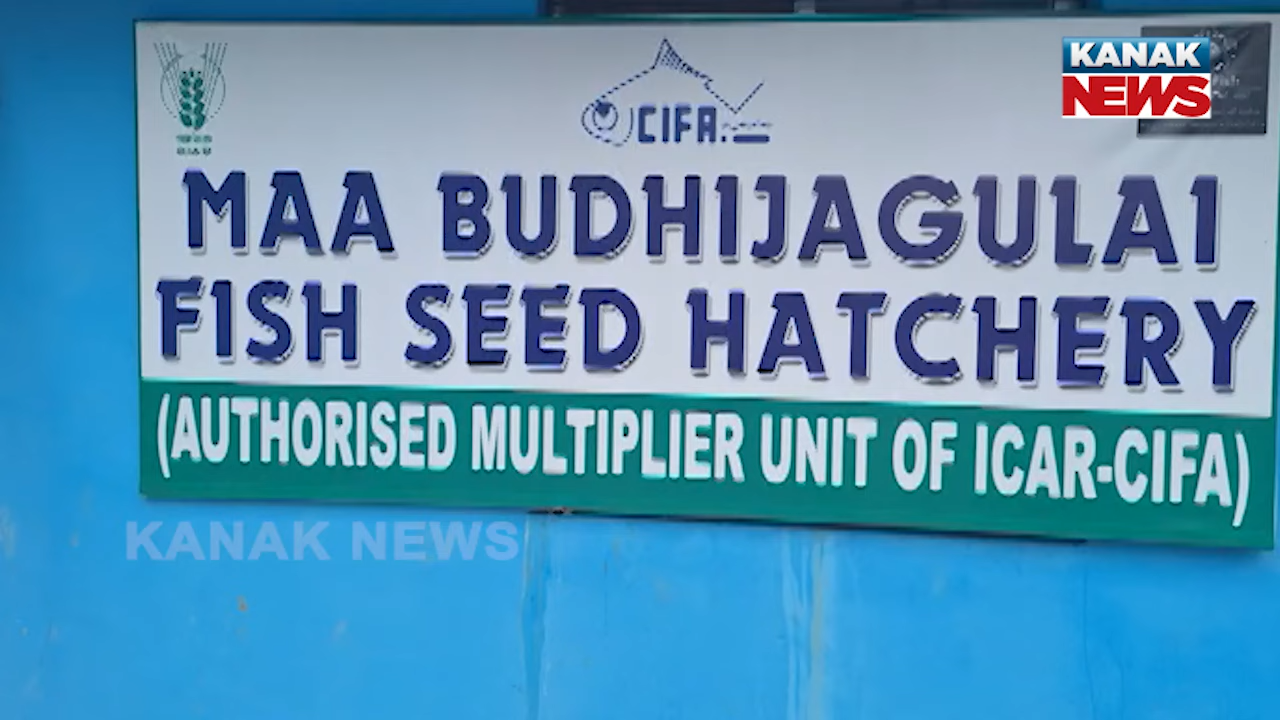 KANAK
NEWS
CIFA
MAA BUDHIJAGULAI
FISH SEED HATCHERY
(AUTHORISED MULTIPLIER UNIT OF ICAR-CIFA)
KANAK NEWS